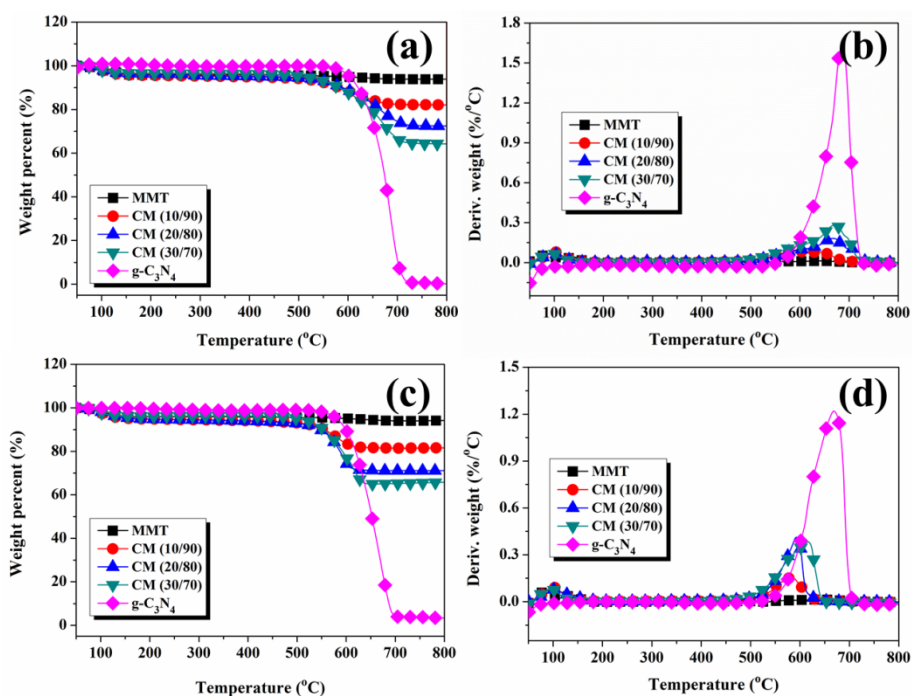 (a)
Weight percent (%)
120
100
80
60
40
20
0
MMT
CM (10/90)
CM (20/80)
CM (30/70)
g-C₃N₄
100 200 300 400 500 600 700 800
Temperature (°C)
(b)
Deriv. weight (%/°C)
1.8
1.5
1.2
0.9
0.6
0.3
0.0
MMT
CM (10/90)
CM (20/80)
CM (30/70)
g-C₃N₄
100 200 300 400 500 600 700 800
Temperature (°C)
(c)
Weight percent (%)
120
100
80
60
40
20
0
MMT
CM (10/90)
CM (20/80)
CM (30/70)
g-C₃N₄
100 200 300 400 500 600 700 800
Temperature (°C)
(d)
Deriv. weight (%/°C)
1.5
1.2
0.9
0.6
0.3
0.0
MMT
CM (10/90)
CM (20/80)
CM (30/70)
g-C₃N₄
100 200 300 400 500 600 700 800
Temperature (°C)